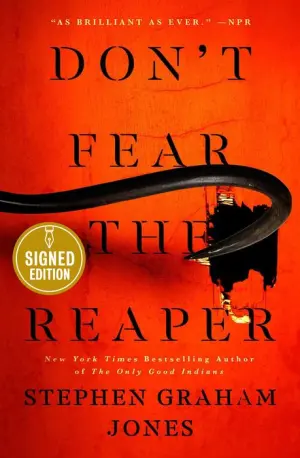 "AS BRILLIANT AS EVER." —NPR
DON'T
FEAR
THE
REAPER
SIGNED
EDITION
New York Times Bestselling Author
of The Only Good Indians
STEPHEN GRAHAM
JONES